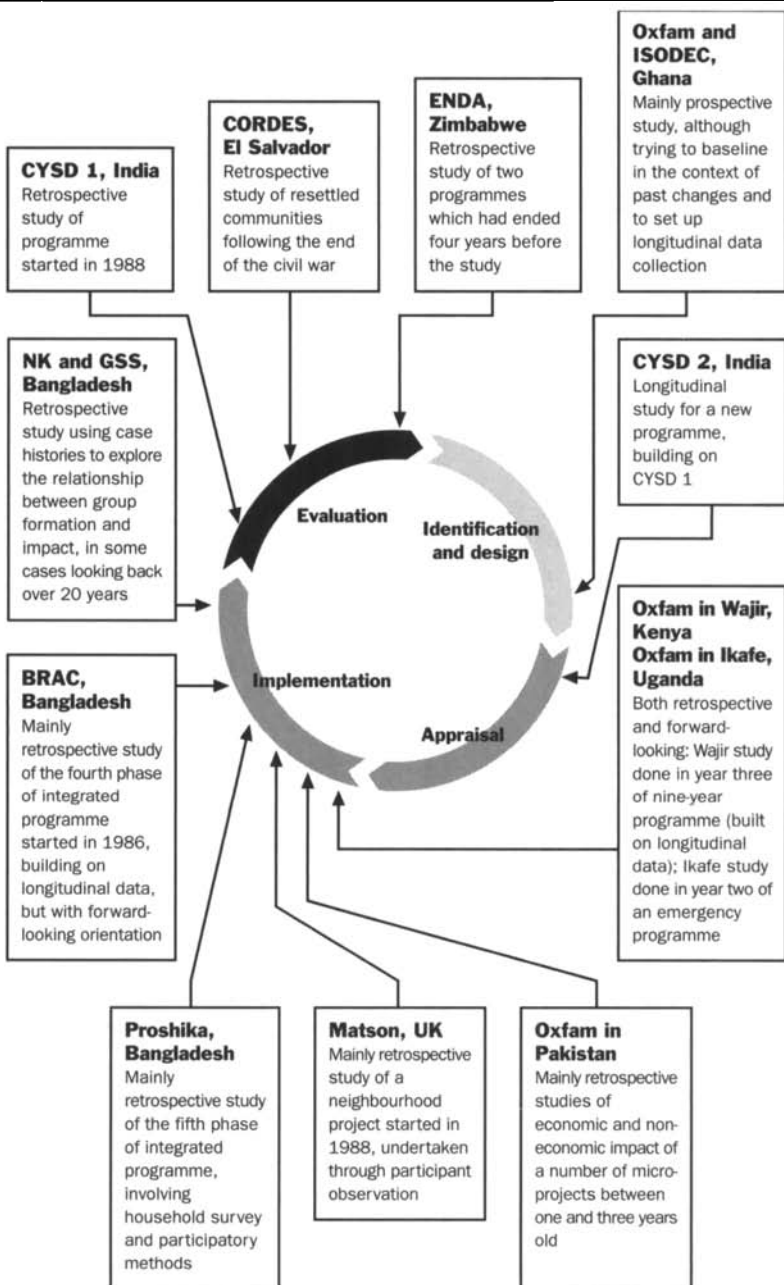 Oxfam and
ISODEC,
Ghana
Mainly prospective
study, although
trying to baseline
in the context of
past changes and
to set up
longitudinal data
collection
ENDA,
Zimbabwe
Retrospective
study of two
programmes
which had ended
four years before
the study
CORDES,
El Salvador
Retrospective
study of resettled
communities
following the end
of the civil war
CYSD 1, India
Retrospective
study of
programme
started in 1988
NK and GSS,
Bangladesh
Retrospective
study using case
histories to explore
the relationship
between group
formation and
impact, in some
cases looking back
over 20 years
CYSD 2, India
Longitudinal
study for a new
programme,
building on
CYSD 1
Evaluation
Identification
and design
Implementation
Appraisal
BRAC,
Bangladesh
Mainly
retrospective study
of the fourth phase
of integrated
programme
started in 1986,
building on
longitudinal data,
but with forward-
looking orientation
Oxfam in Wajir,
Kenya
Oxfam in Ikafe,
Uganda
Both retrospective
and forward-
looking: Wajir study
done in year three
of nine-year
programme (built
on longitudinal
data); Ikafe study
done in year two of
an emergency
programme
Proshika,
Bangladesh
Mainly
retrospective study
of the fifth phase
of integrated
programme,
involving
household survey
and participatory
methods
Matson, UK
Mainly retrospective
study of a
neighbourhood
project started in
1988, undertaken
through participant
observation
Oxfam in
Pakistan
Mainly retrospective
studies of
economic and non-
economic impact of
a number of micro-
projects between
one and three years
old